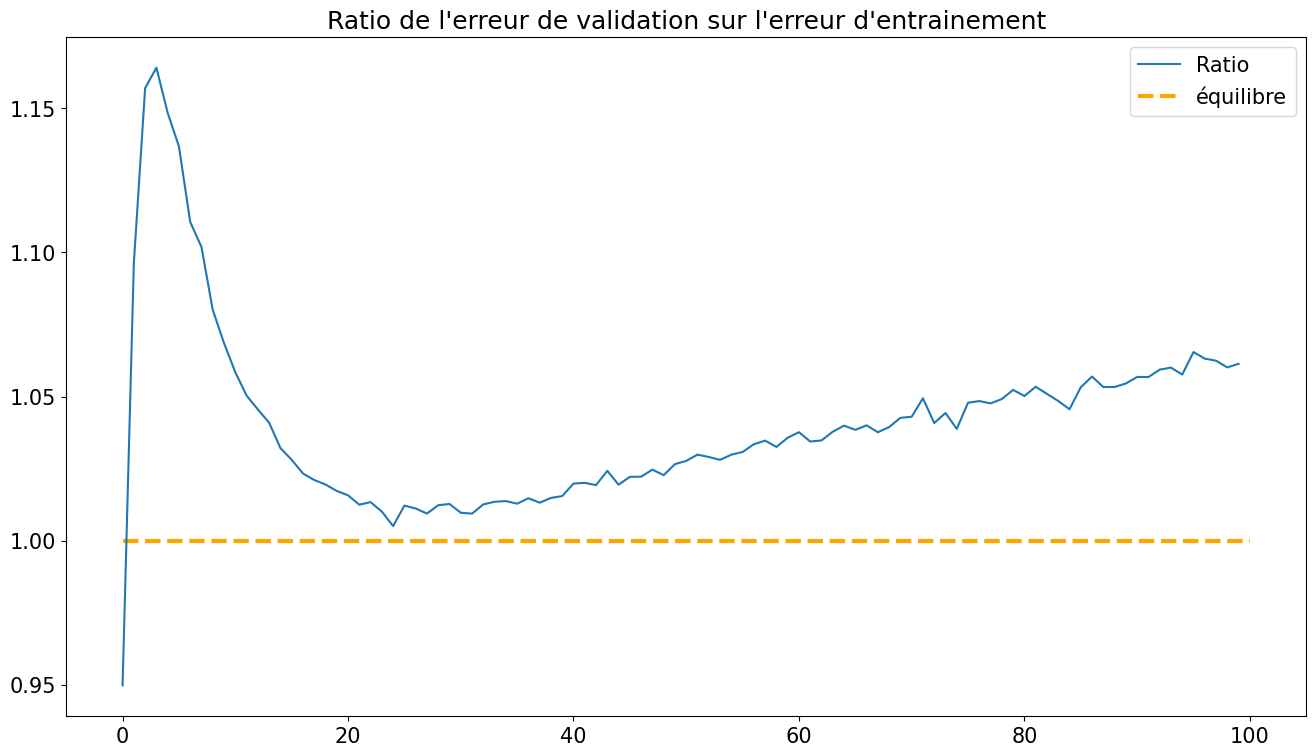 Ratio de l'erreur de validation sur l'erreur d'entrainement
Ratio
équilibre
1.15
1.10
1.05
1.00
0.95
0 20 40 60 80 100